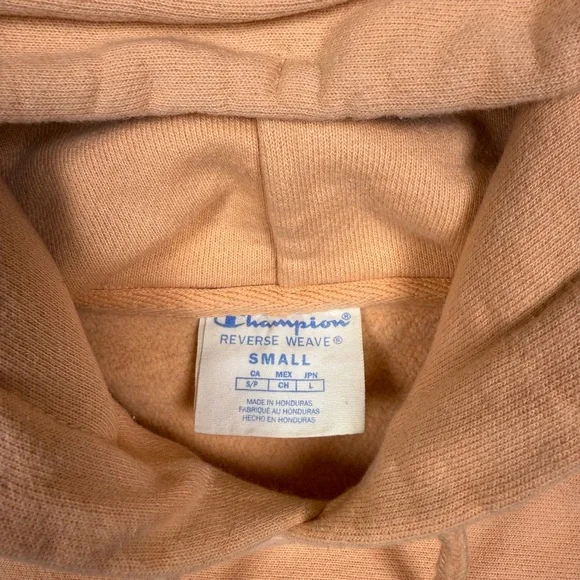 Champion®
REVERSE WEAVE®
SMALL
CA MEX JPN
S/P CH L
MADE IN HONDURAS
FABRIQUÉ AU HONDURAS
HECHO EN HONDURAS